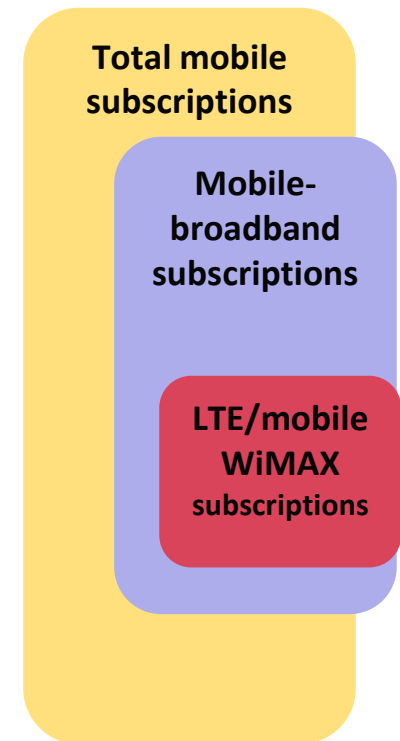 Total mobile
subscriptions
Mobile-
broadband
subscriptions
LTE/mobile
WiMAX
subscriptions